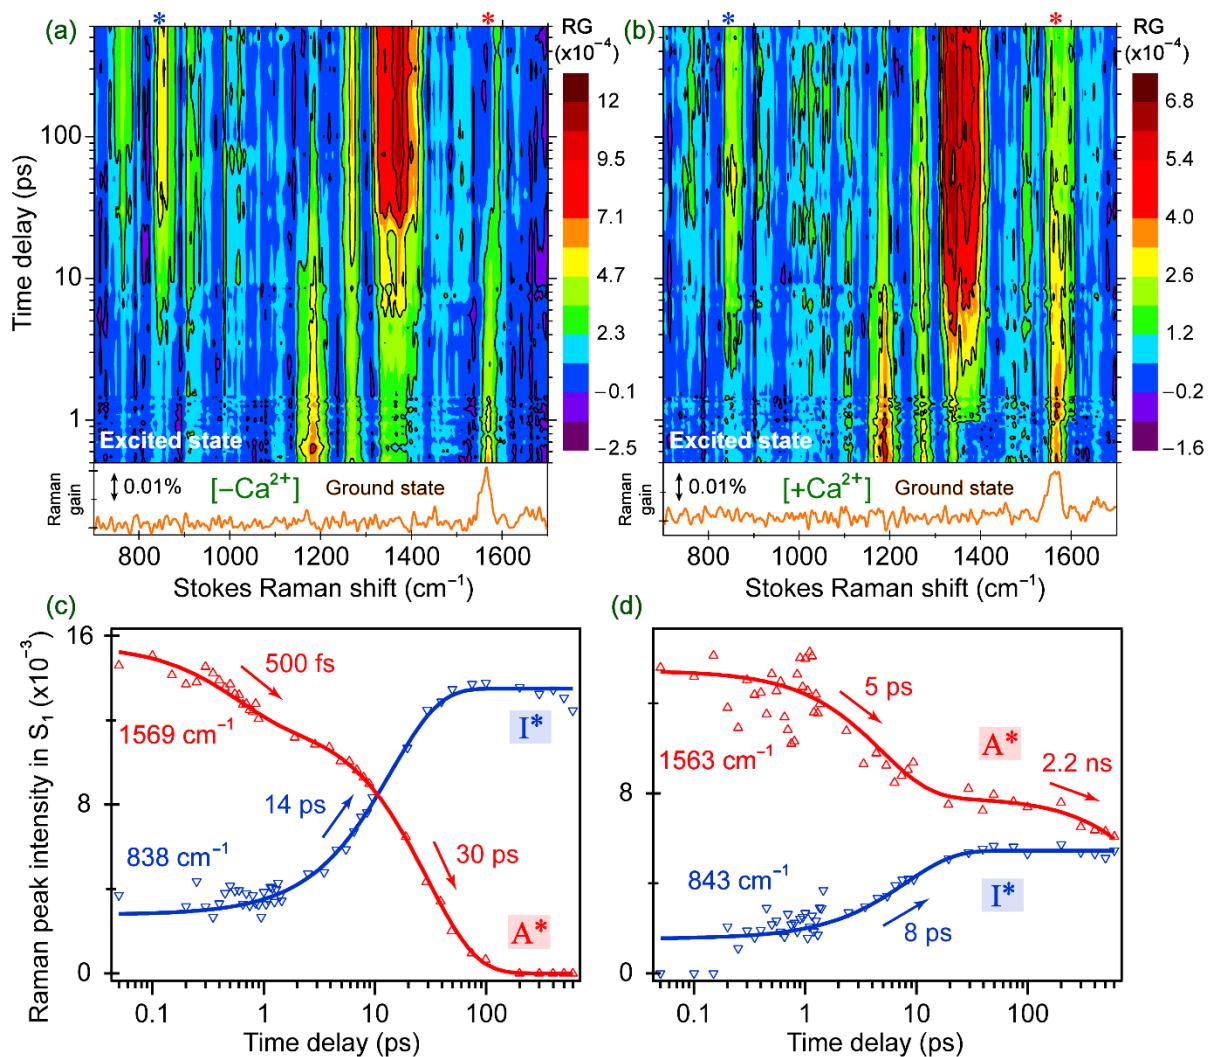 (a)
*
*
RG
(x10⁻⁴)
12
9.5
7.1
4.7
2.3
−0.1
−2.5
Time delay (ps)
100
10
1
Excited state
Raman
gain
0.01%
[−Ca²⁺]
Ground state
800
1000
1200
1400
1600
Stokes Raman shift (cm⁻¹)
(b)
*
*
RG
(x10⁻⁴)
6.8
5.4
4.0
2.6
1.2
−0.2
−1.6
Excited state
Raman
gain
0.01%
[+Ca²⁺]
Ground state
800
1000
1200
1400
1600
Stokes Raman shift (cm⁻¹)
(c)
Raman peak intensity in S₁ (x10⁻³)
16
8
0
500 fs
1569 cm⁻¹
I*
14 ps
838 cm⁻¹
30 ps
A*
0.1
1
10
100
Time delay (ps)
(d)
8
0
5 ps
1563 cm⁻¹
A*
2.2 ns
843 cm⁻¹
I*
8 ps
0.1
1
10
100
Time delay (ps)